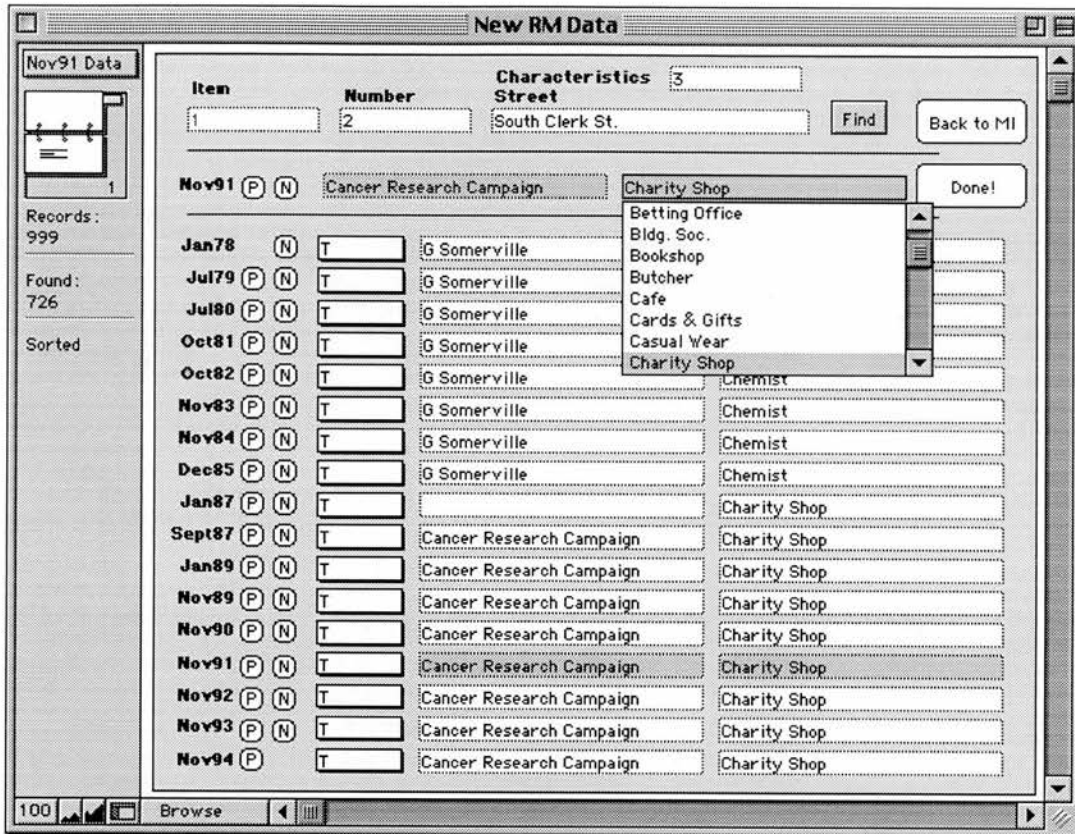 New RM Data
Nov91 Data
1
Records:
999
Found:
726
Sorted
Characteristics 3
Item Number Street
1 2 South Clerk St. Find Back to MI
Nov91 P N Cancer Research Campaign Charity Shop Done!
Betting Office
Bldg. Soc.
Bookshop
Butcher
Cafe
Cards & Gifts
Casual Wear
Charity Shop
Jan78 N T G Somerville
Jul79 P N T G Somerville
Jul80 P N T G Somerville
Oct81 P N T G Somerville
Oct82 P N T G Somerville Chemist
Nov83 P N T G Somerville Chemist
Nov84 P N T G Somerville Chemist
Dec85 P N T G Somerville Chemist
Jan87 P N T Charity Shop
Sept87 P N T Cancer Research Campaign Charity Shop
Jan89 P N T Cancer Research Campaign Charity Shop
Nov89 P N T Cancer Research Campaign Charity Shop
Nov90 P N T Cancer Research Campaign Charity Shop
Nov91 P N T Cancer Research Campaign Charity Shop
Nov92 P N T Cancer Research Campaign Charity Shop
Nov93 P N T Cancer Research Campaign Charity Shop
Nov94 P T Cancer Research Campaign Charity Shop
100 Browse